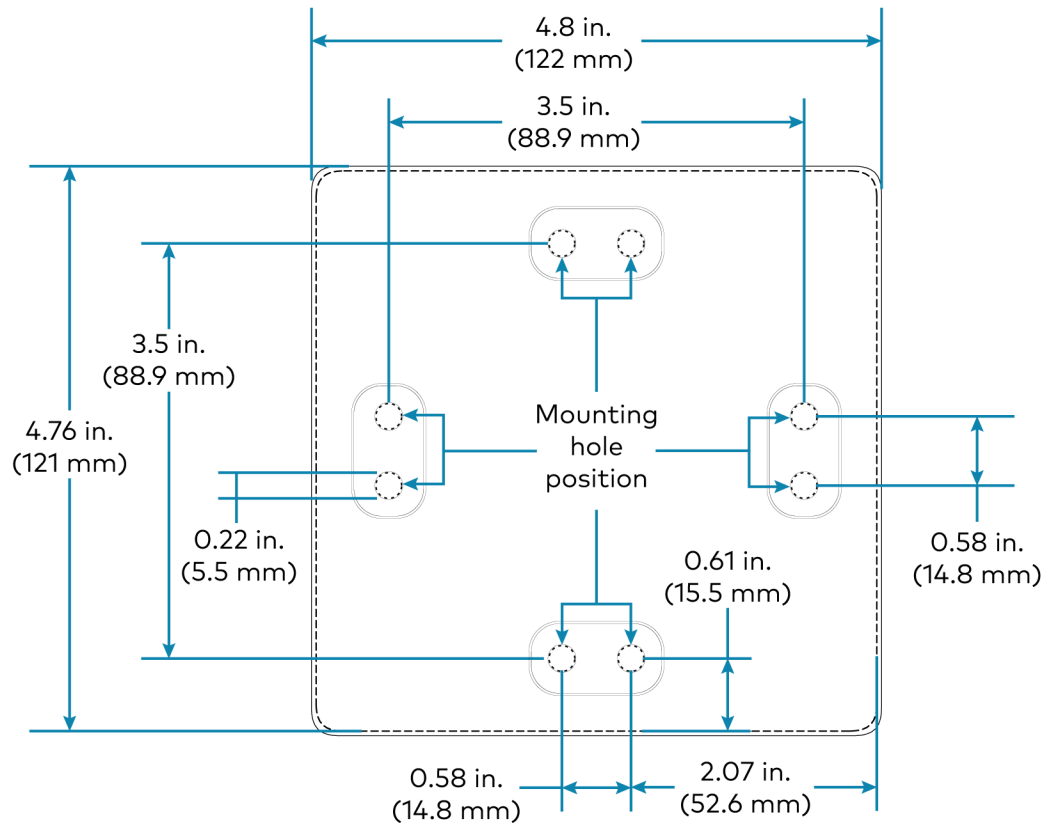 4.8 in.
(122 mm)
3.5 in.
(88.9 mm)
3.5 in.
(88.9 mm)
4.76 in.
(121 mm)
Mounting
hole
position
0.22 in.
(5.5 mm)
0.61 in.
(15.5 mm)
0.58 in.
(14.8 mm)
0.58 in.
(14.8 mm)
2.07 in.
(52.6 mm)